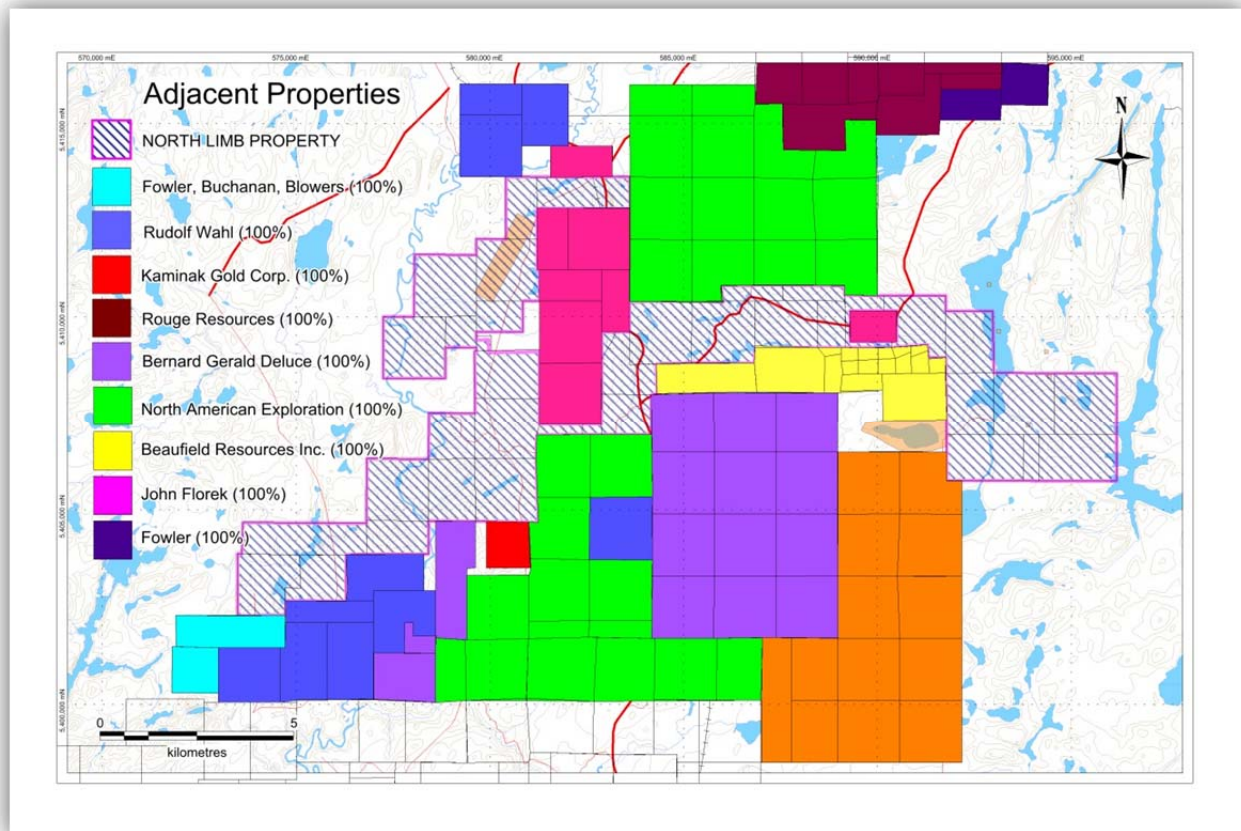 570,000 mE
575,000 mE
580,000 mE
585,000 mE
590,000 mE
595,000 mE
Adjacent Properties
NORTH LIMB PROPERTY
Fowler, Buchanan, Blowers (100%)
Rudolf Wahl (100%)
Kaminak Gold Corp. (100%)
Rouge Resources (100%)
Bernard Gerald Deluce (100%)
North American Exploration (100%)
Beaufield Resources Inc. (100%)
John Florek (100%)
Fowler (100%)
N
5,415,000 mN
5,410,000 mN
5,405,000 mN
5,400,000 mN
0
5
kilometres